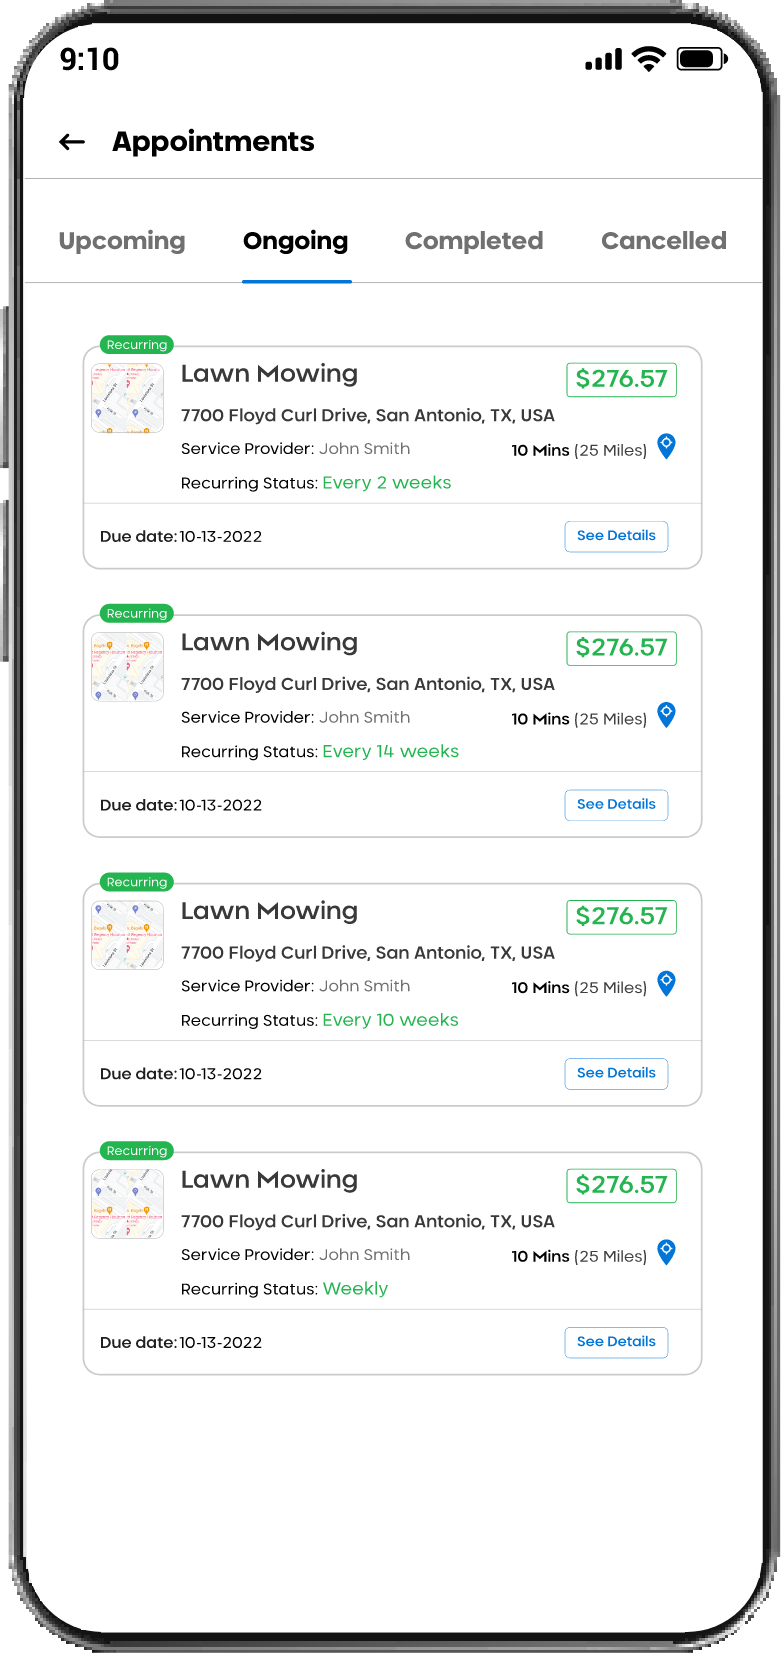 9:10
Appointments
Upcoming Ongoing Completed Cancelled
Recurring
Lawn Mowing $276.57
7700 Floyd Curl Drive, San Antonio, TX, USA
Service Provider: John Smith 10 Mins (25 Miles)
Recurring Status: Every 2 weeks
Due date: 10-13-2022 See Details
Recurring
Lawn Mowing $276.57
7700 Floyd Curl Drive, San Antonio, TX, USA
Service Provider: John Smith 10 Mins (25 Miles)
Recurring Status: Every 14 weeks
Due date: 10-13-2022 See Details
Recurring
Lawn Mowing $276.57
7700 Floyd Curl Drive, San Antonio, TX, USA
Service Provider: John Smith 10 Mins (25 Miles)
Recurring Status: Every 10 weeks
Due date: 10-13-2022 See Details
Recurring
Lawn Mowing $276.57
7700 Floyd Curl Drive, San Antonio, TX, USA
Service Provider: John Smith 10 Mins (25 Miles)
Recurring Status: Weekly
Due date: 10-13-2022 See Details